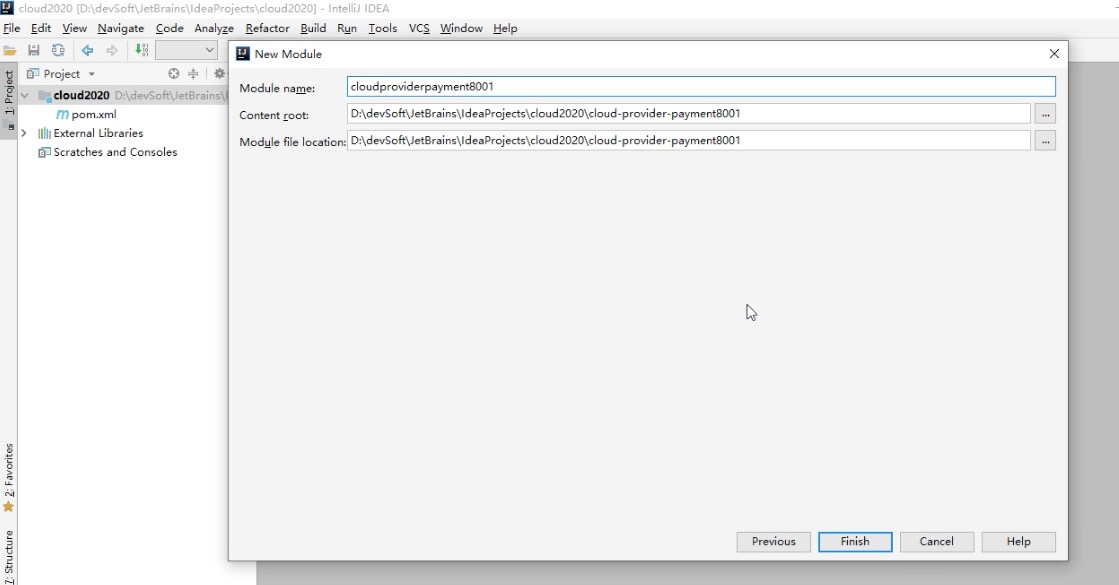 cloud2020 [D:\devSoft\JetBrains\IdeaProjects\cloud2020] - IntelliJ IDEA
File Edit View Navigate Code Analyze Refactor Build Run Tools VCS Window Help
New Module
Project
1: Project
cloud2020 D:\devSoft\JetBrains\I
pom.xml
External Libraries
Scratches and Consoles
Module name: cloudproviderpayment8001
Content root: D:\devSoft\JetBrains\IdeaProjects\cloud2020\cloud-provider-payment8001 ...
Module file location: D:\devSoft\JetBrains\IdeaProjects\cloud2020\cloud-provider-payment8001 ...
2: Favorites
7: Structure
Previous Finish Cancel Help